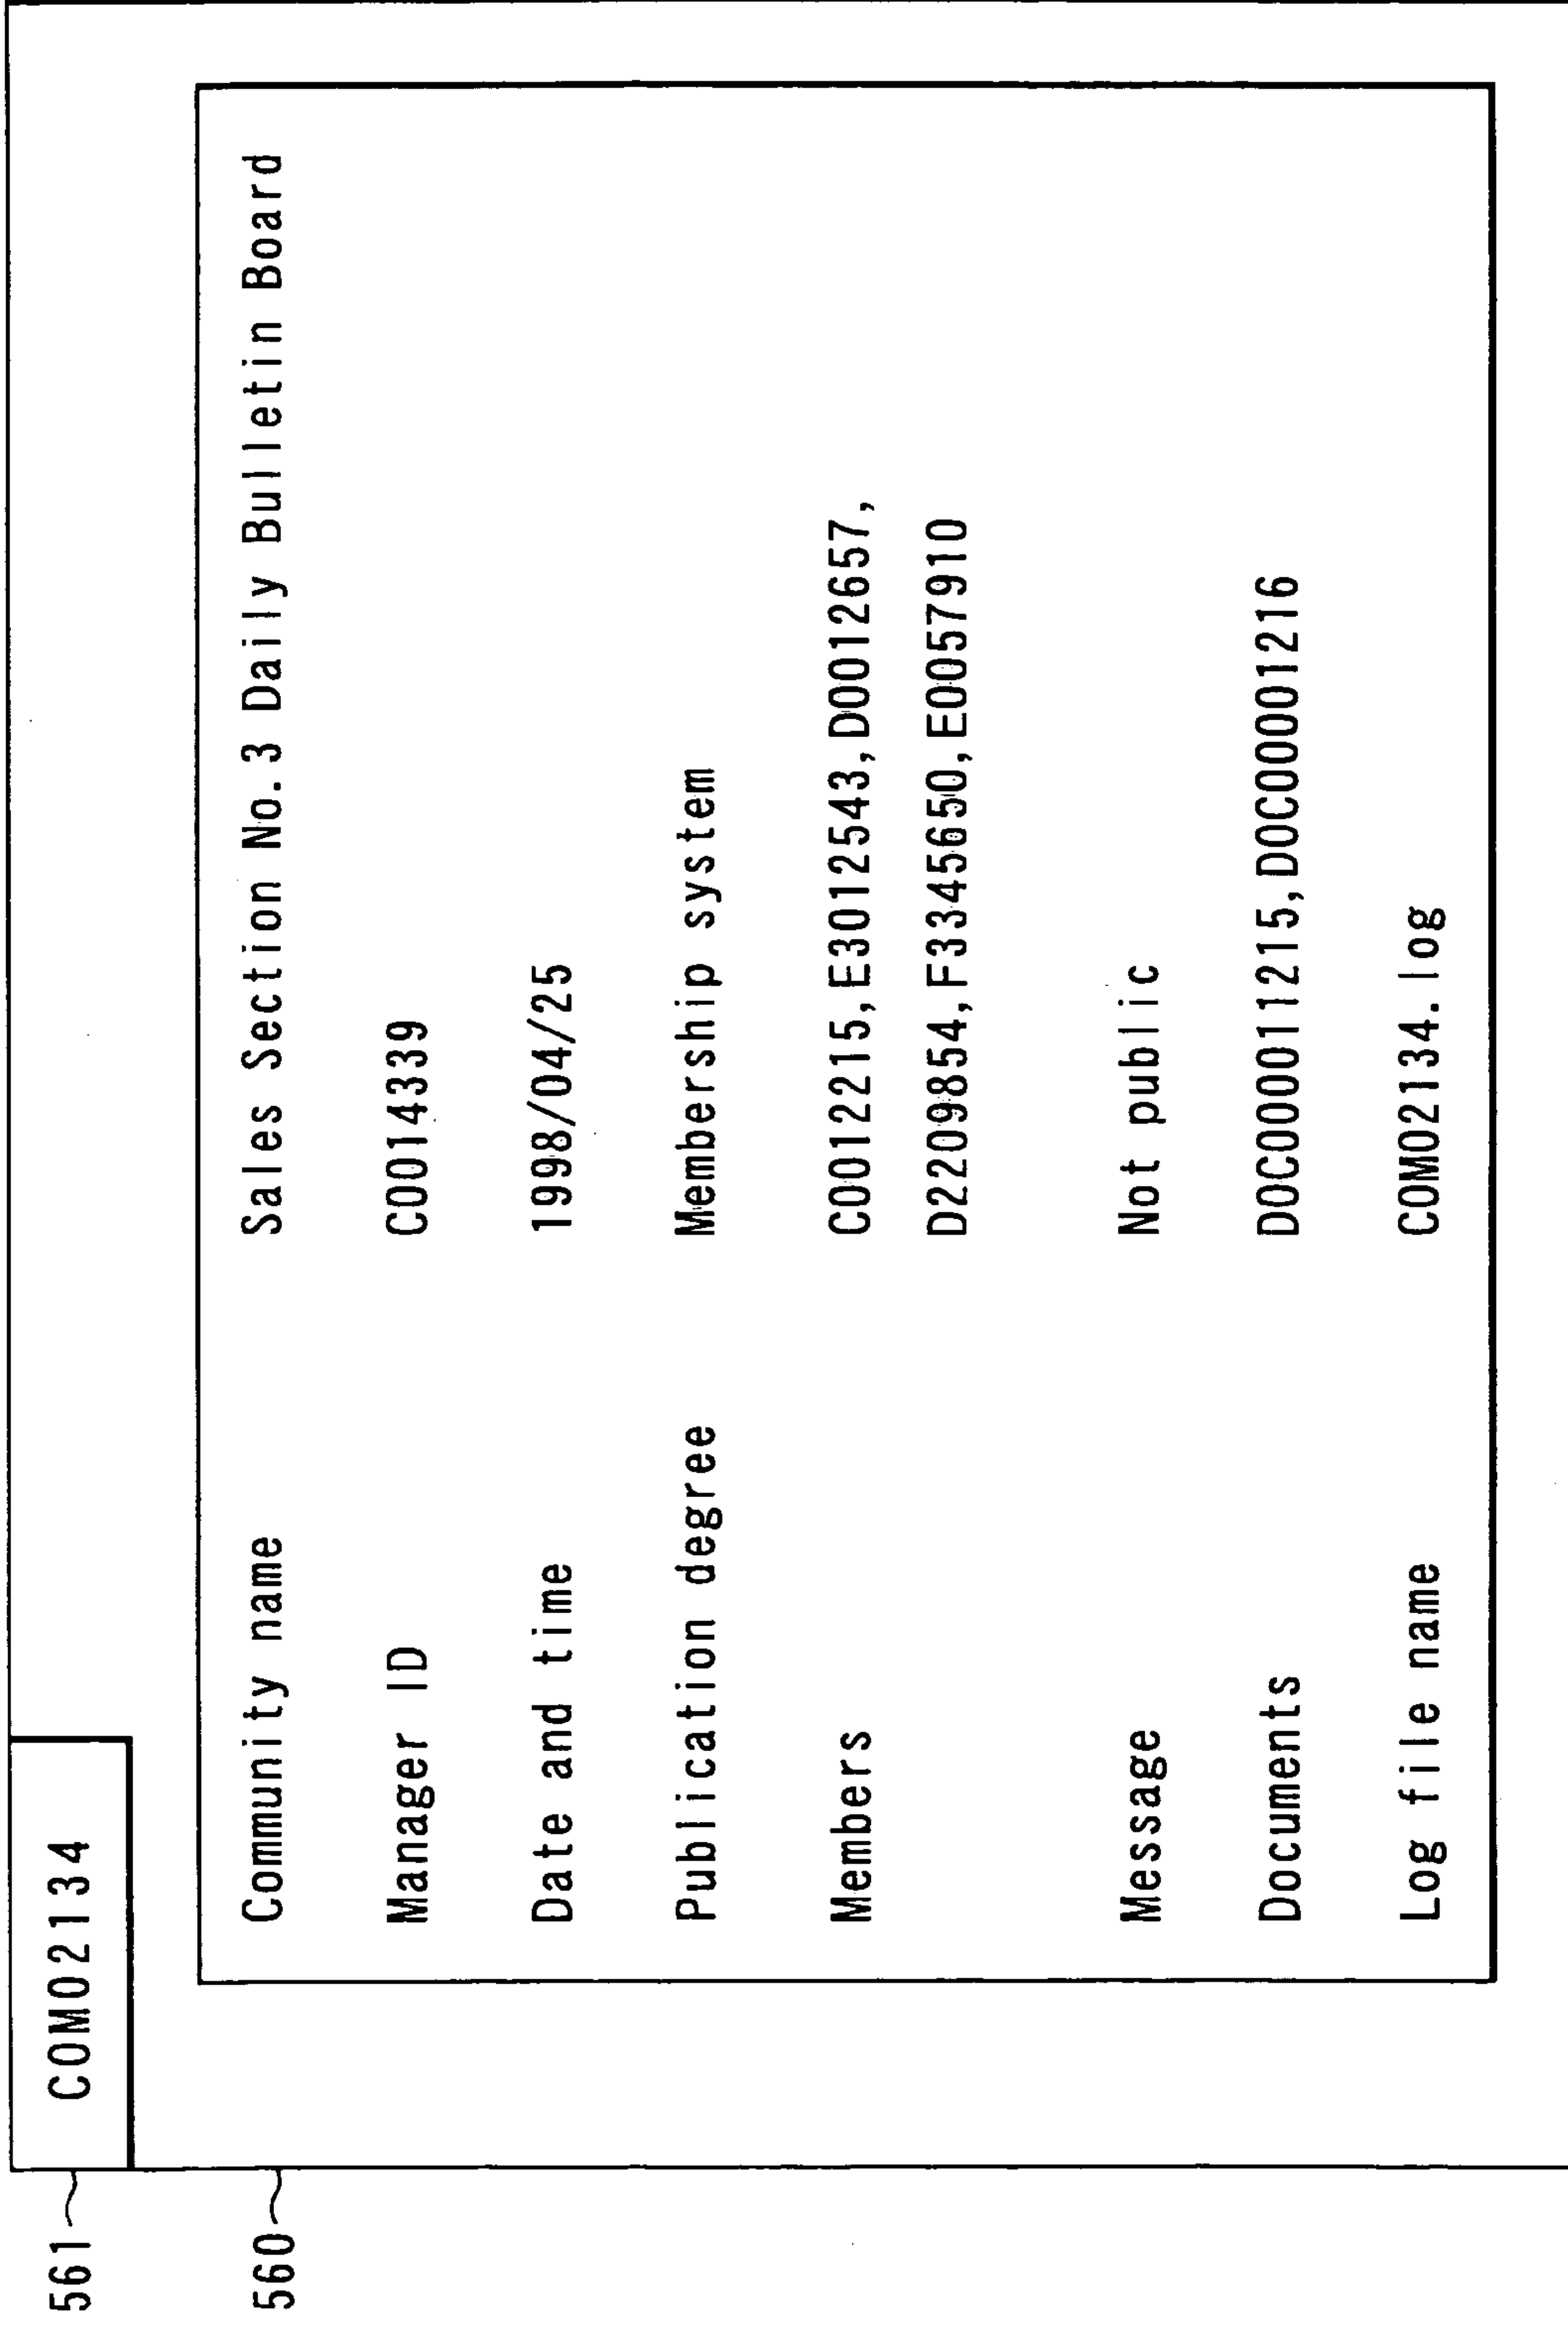 561 COM02134
560
Community name Sales Section No.3 Daily Bulletin Board
Manager ID C0014339
Date and time 1998/04/25
Publication degree Membership system
Members C0012215,E3012543,D0012657,
D2209854,F3345650,E0057910
Message Not public
Documents DOC000011215,DOC00001216
Log file name COM02134.log